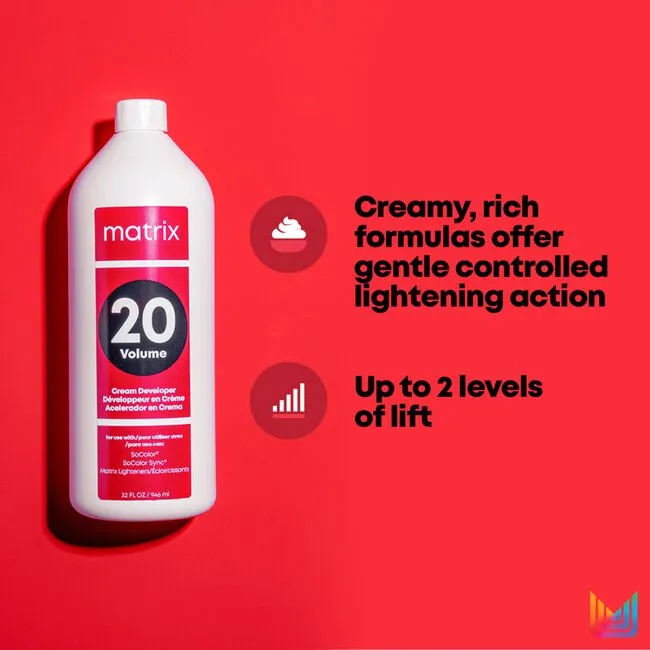 matrix
20
Volume
Cream Developer
Développeur en Crème
Acelerador en Crema
for use with/pour utiliser avec
/para uso con:
SoColor®
SoColor Sync®
Matrix Lighteners/Éclaircissants
32 FL OZ / 946 ml
Creamy, rich
formulas offer
gentle controlled
lightening action
Up to 2 levels
of lift